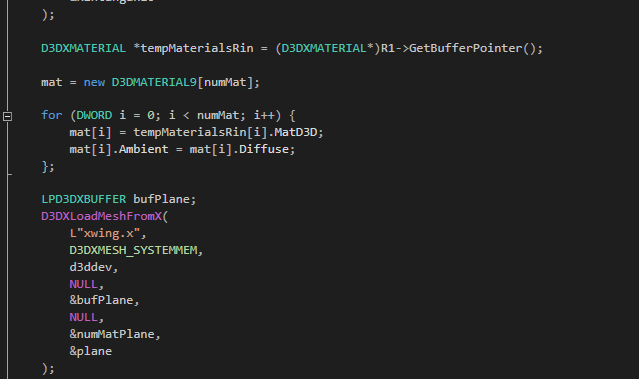 );
D3DXMATERIAL *tempMaterialsRin = (D3DXMATERIAL*)R1->GetBufferPointer();
mat = new D3DMATERIAL9[numMat];
for (DWORD i = 0; i < numMat; i++) {
mat[i] = tempMaterialsRin[i].MatD3D;
mat[i].Ambient = mat[i].Diffuse;
};
LPD3DXBUFFER bufPlane;
D3DXLoadMeshFromX(
L"xwing.x",
D3DXMESH_SYSTEMMEM,
d3ddev,
NULL,
&bufPlane,
NULL,
&numMatPlane,
&plane
);